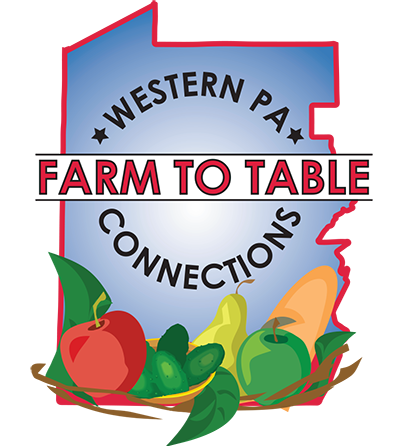 WESTERN PA
FARM TO TABLE
CONNECTIONS